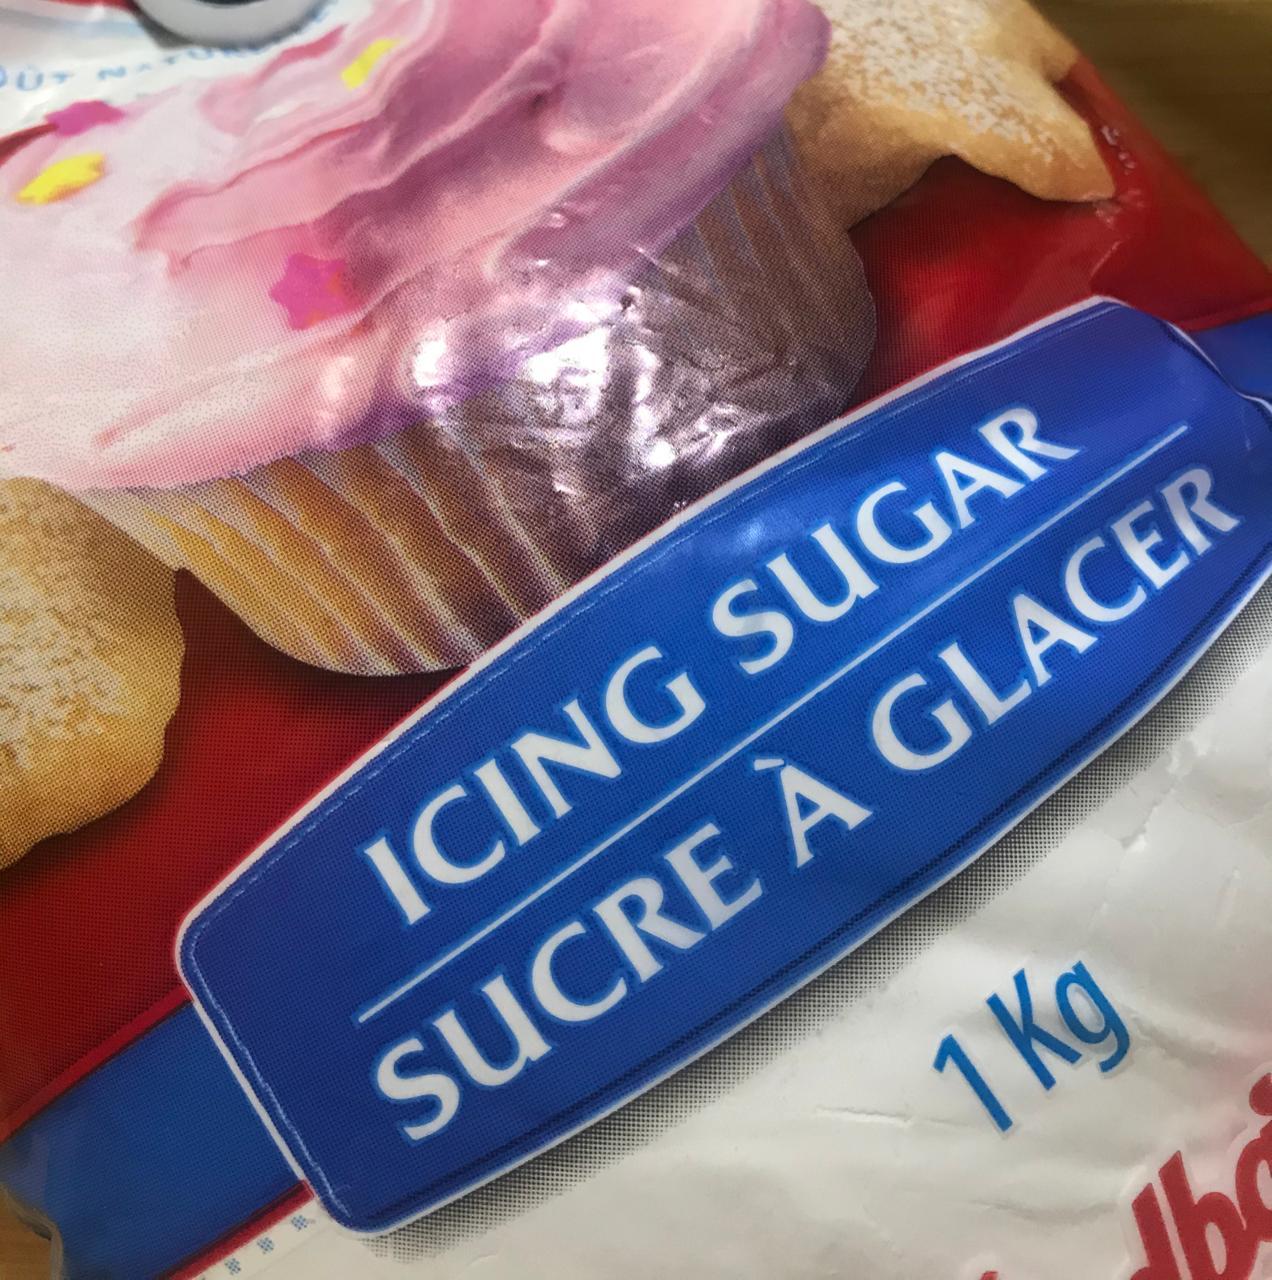 ICING SUGAR
SUCRE À GLACER
1 Kg